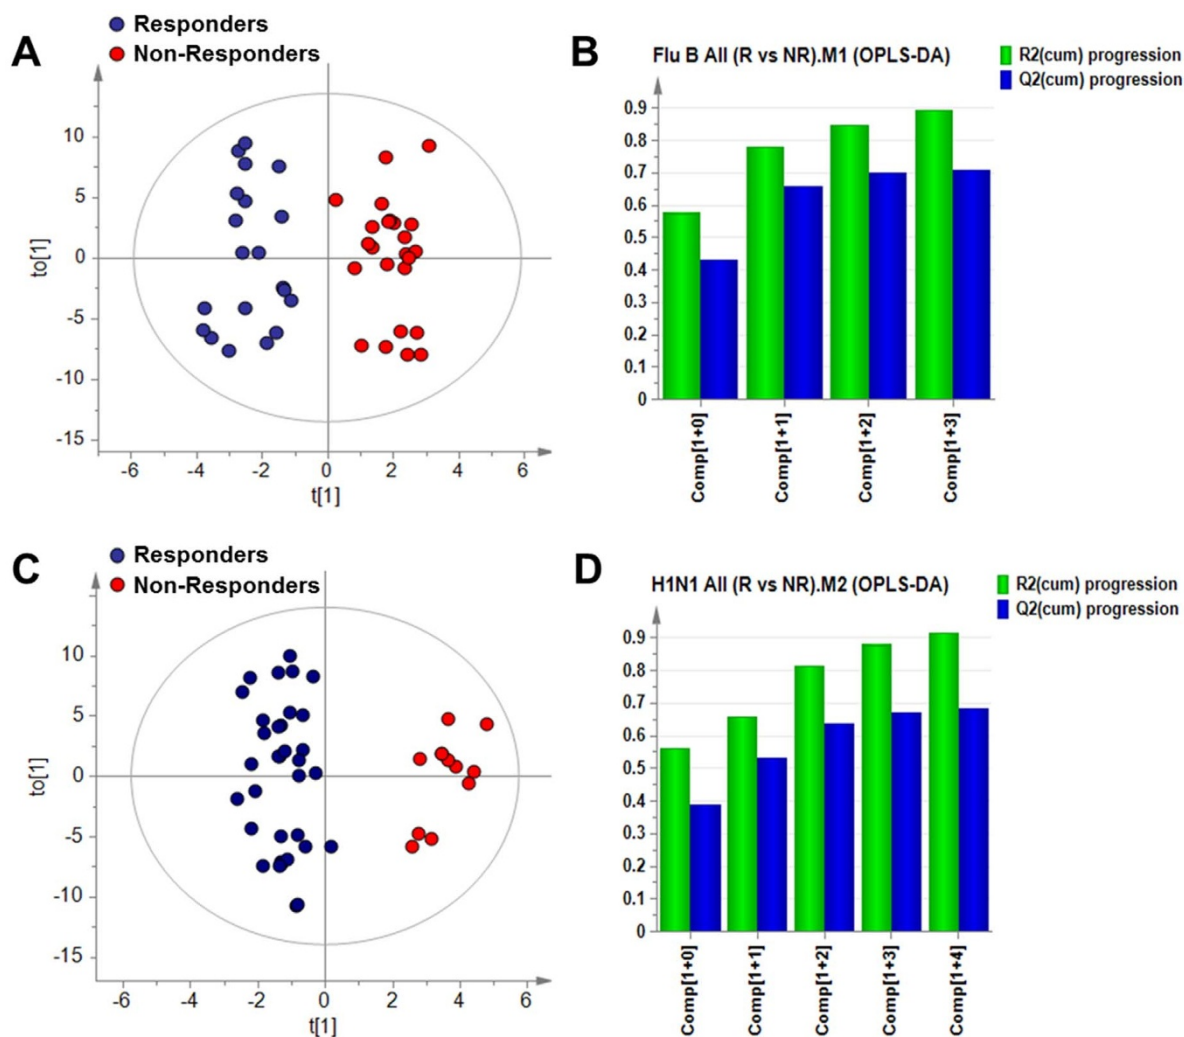 A
Responders
Non-Responders
to[1]
10
5
0
-5
-10
-15
-6 -4 -2 0 2 4 6
t[1]
B
Flu B All (R vs NR).M1 (OPLS-DA)
R2(cum) progression
Q2(cum) progression
0.9
0.8
0.7
0.6
0.5
0.4
0.3
0.2
0.1
0
Comp[1+0]
Comp[1+1]
Comp[1+2]
Comp[1+3]
C
Responders
Non-Responders
to[1]
10
5
0
-5
-10
-15
-6 -4 -2 0 2 4 6
t[1]
D
H1N1 All (R vs NR).M2 (OPLS-DA)
R2(cum) progression
Q2(cum) progression
0.9
0.8
0.7
0.6
0.5
0.4
0.3
0.2
0.1
0
Comp[1+0]
Comp[1+1]
Comp[1+2]
Comp[1+3]
Comp[1+4]